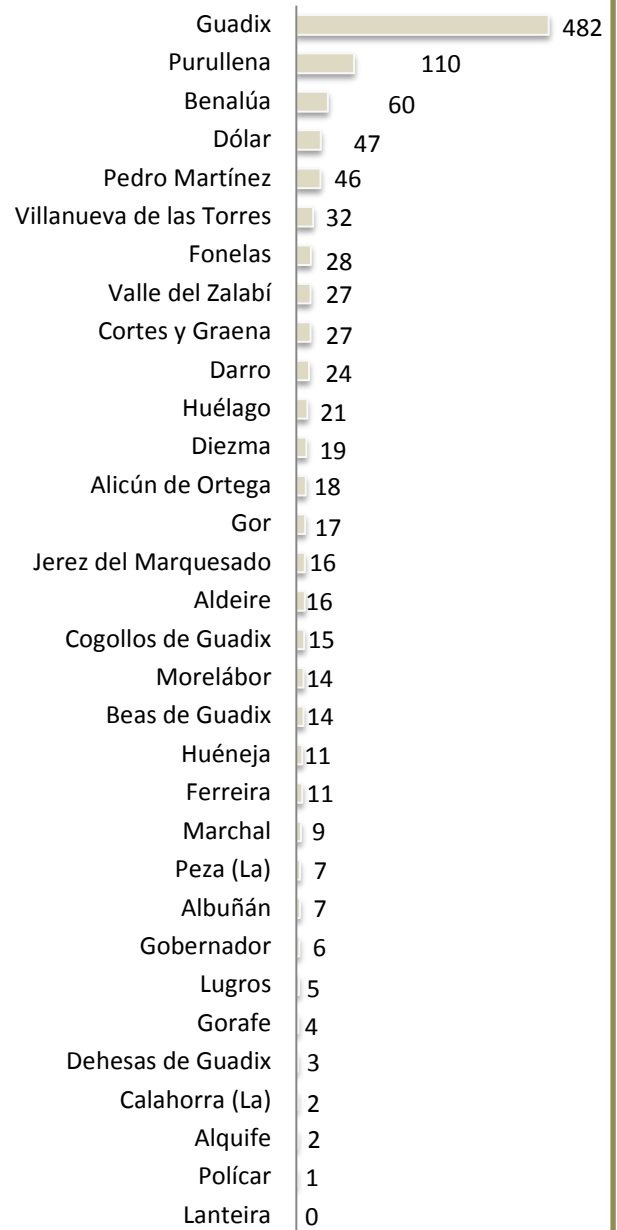 Guadix 482
Purullena 110
Benalúa 60
Dólar 47
Pedro Martínez 46
Villanueva de las Torres 32
Fonelas 28
Valle del Zalabí 27
Cortes y Graena 27
Darro 24
Huélago 21
Diezma 19
Alicún de Ortega 18
Gor 17
Jerez del Marquesado 16
Aldeire 16
Cogollos de Guadix 15
Morelábor 14
Beas de Guadix 14
Huéneja 11
Ferreira 11
Marchal 9
Peza (La) 7
Albuñán 7
Gobernador 6
Lugros 5
Gorafe 4
Dehesas de Guadix 3
Calahorra (La) 2
Alquife 2
Polícar 1
Lanteira 0